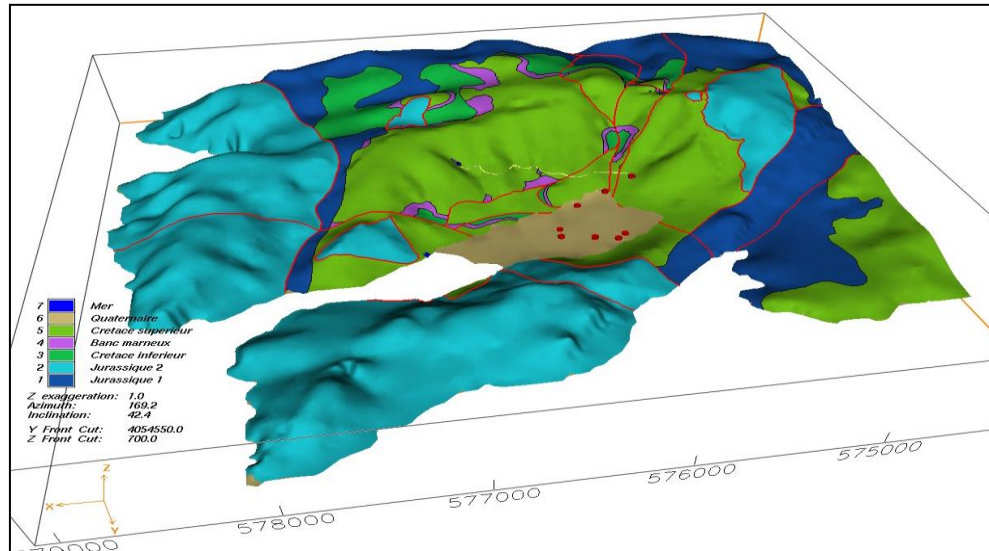 7 Mer
6 Quaternaire
5 Cretace superieur
4 Banc marneux
3 Cretace inferieur
2 Jurassique 2
1 Jurassique 1
Z exaggeration: 1.0
Azimuth: 169.2
Inclination: 42.4
Y Front Cut: 4054550.0
Z Front Cut: 700.0
Z
X
Y
578000
577000
576000
575000